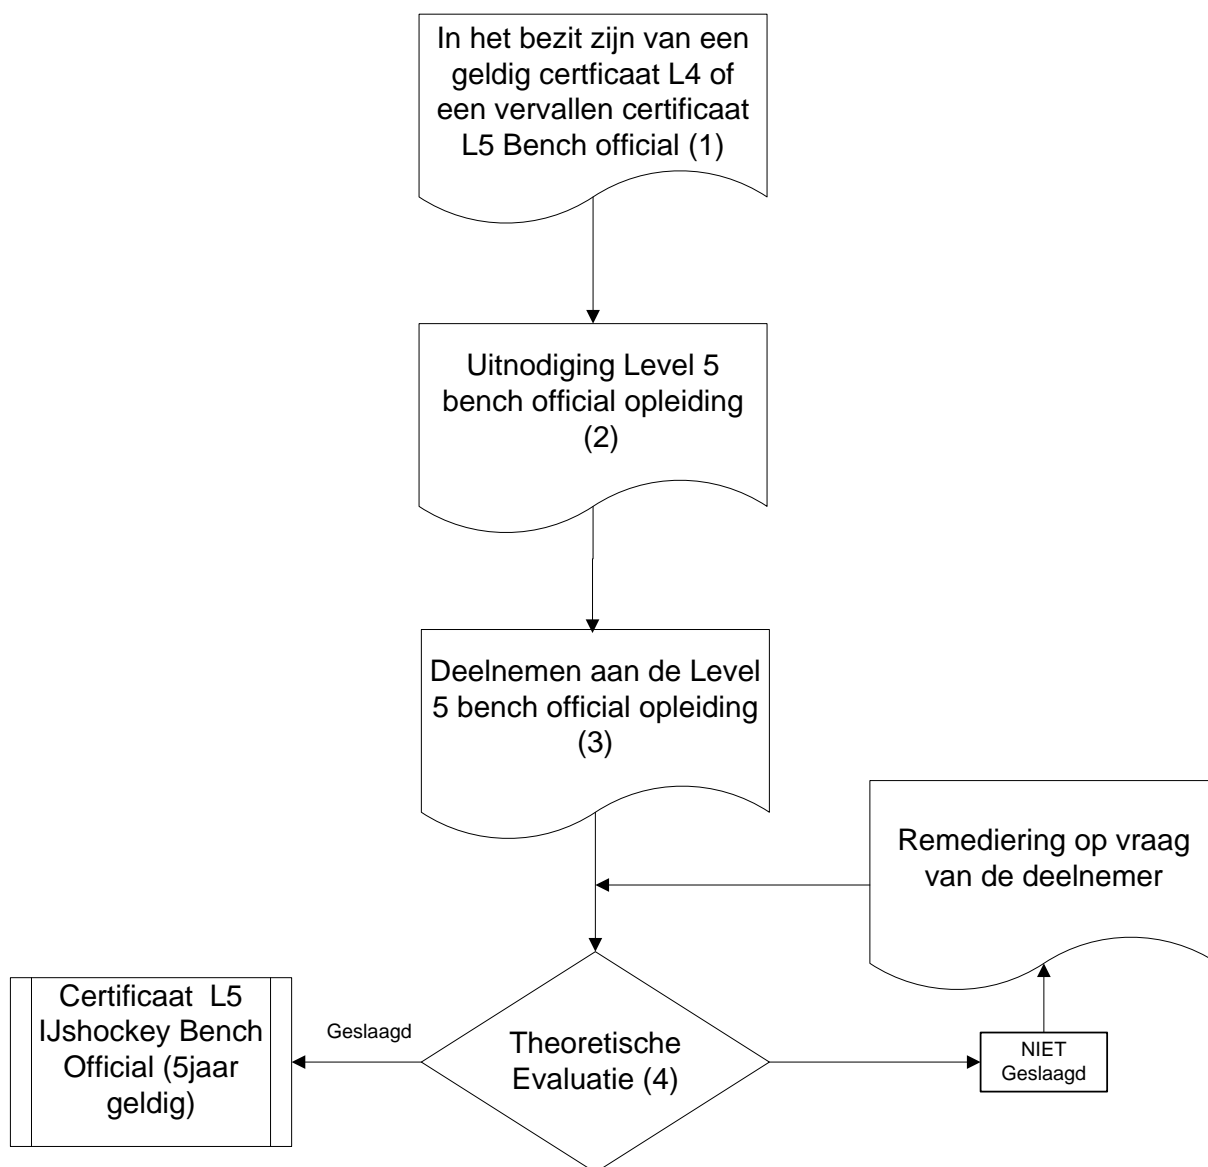 In het bezit zijn van een
geldig certficaat L4 of
een vervallen certificaat
L5 Bench official (1)
Uitnodiging Level 5
bench official opleiding
(2)
Deelnemen aan de Level
5 bench official opleiding
(3)
Remediering op vraag
van de deelnemer
Certificaat  L5
IJshockey Bench
Official (5jaar
geldig)
Geslaagd
Theoretische
Evaluatie (4)
NIET
Geslaagd